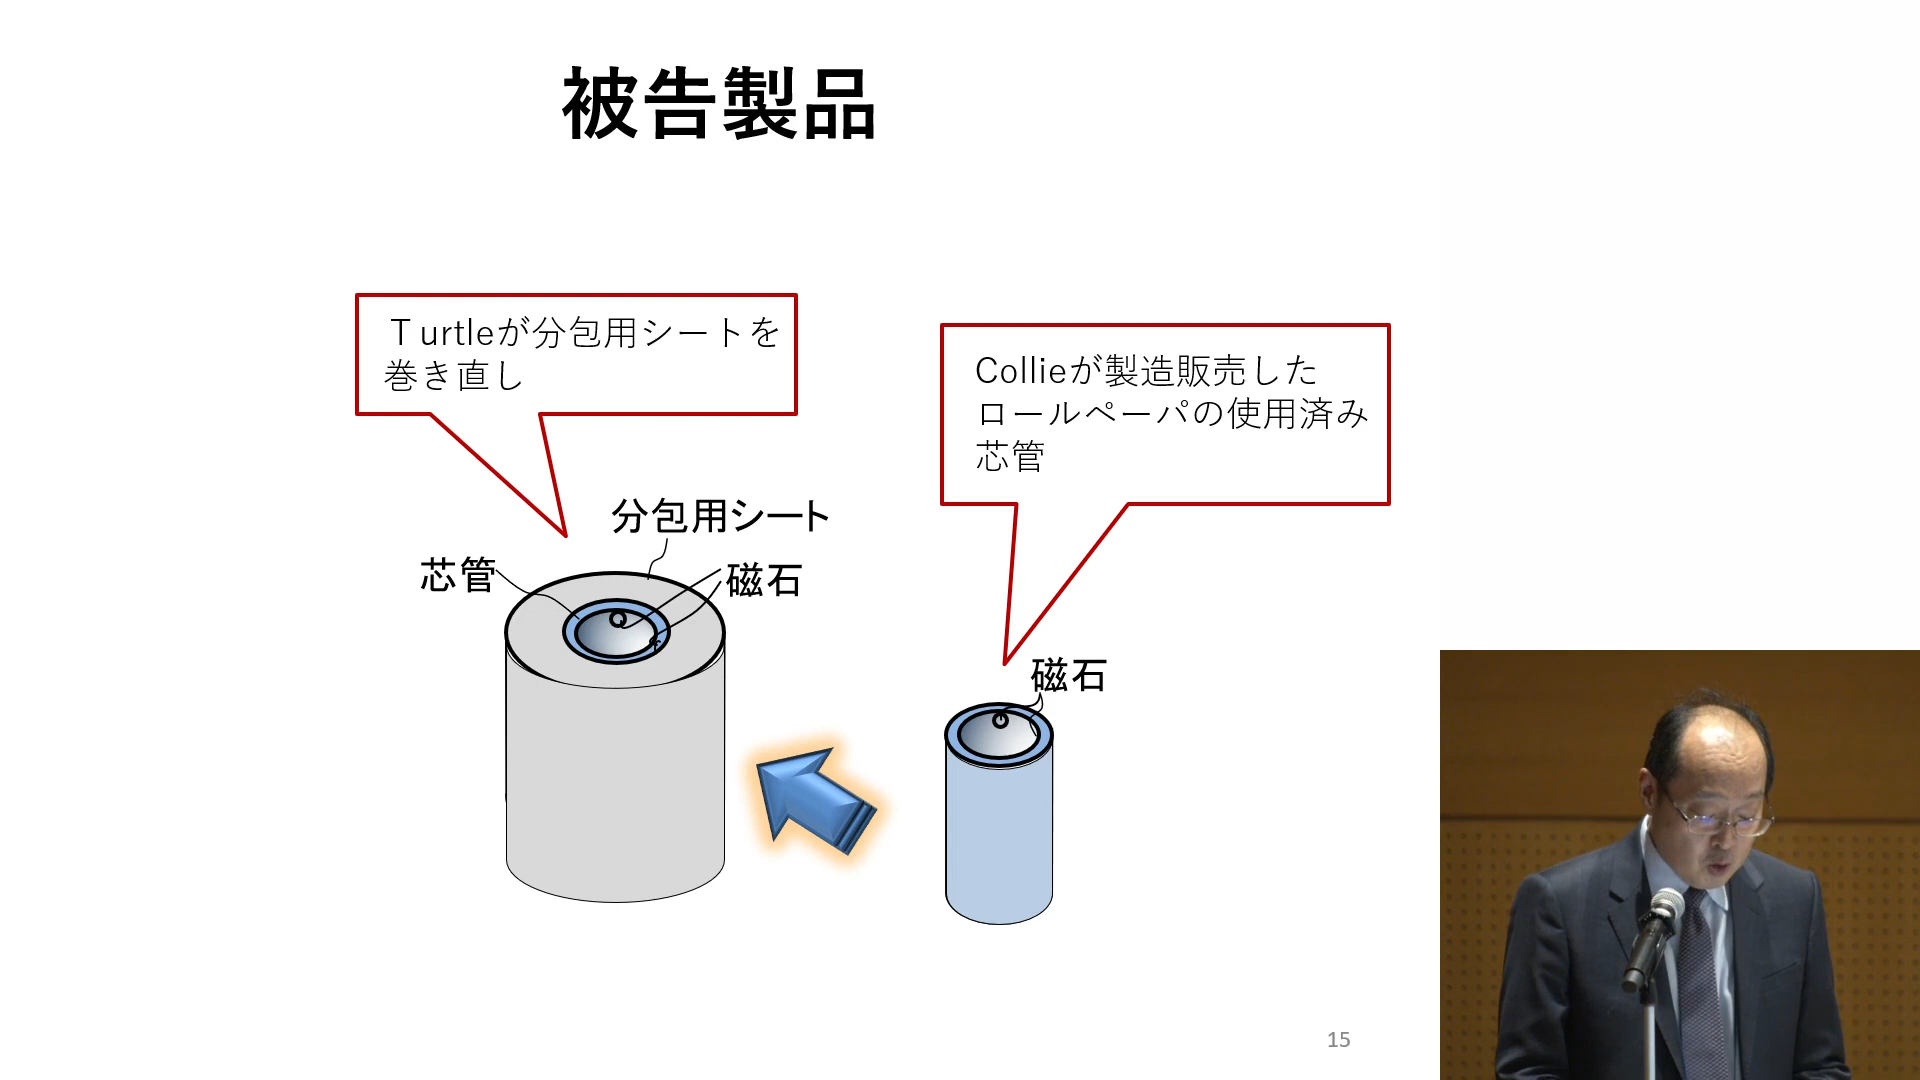 被告製品
Ｔurtleが分包用シートを
巻き直し
Collieが製造販売した
ロールペーパの使用済み
芯管
分包用シート
芯管
磁石
磁石
15